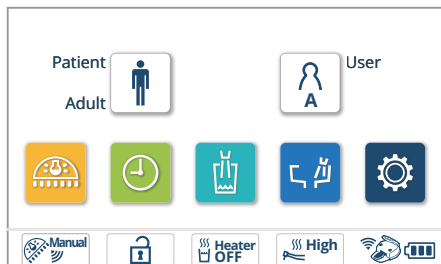 Patient
Adult
User
A
Manual
Heater
OFF
High